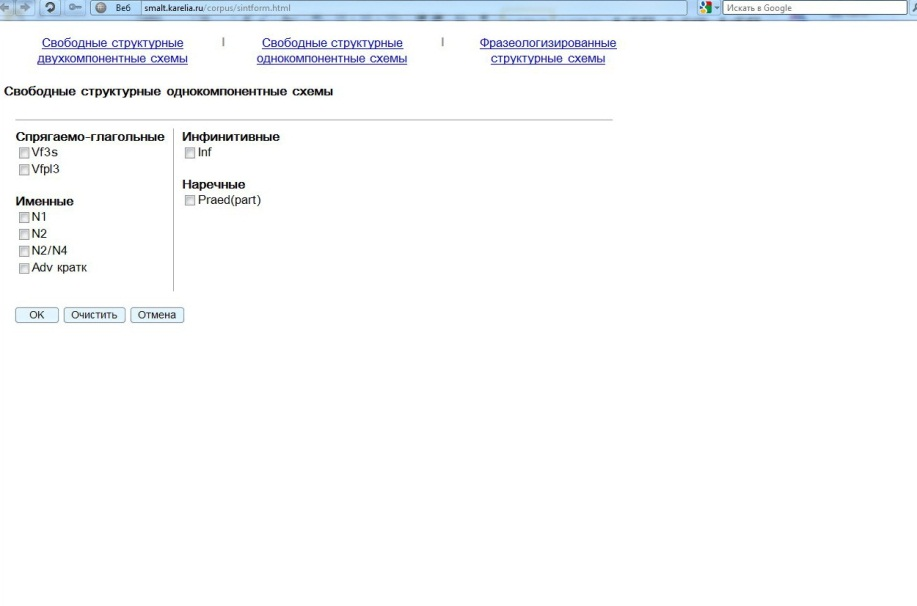 Веб smalt.karelia.ru/corpus/sintform.html Искать в Google
Свободные структурные | Свободные структурные | Фразеологизированные
двухкомпонентные схемы однокомпонентные схемы структурные схемы
Свободные структурные однокомпонентные схемы
Спрягаемо-глагольные Инфинитивные
Vf3s Inf
Vfpl3
Наречные
Именные Praed(part)
N1
N2
N2/N4
Adv кратк
OK Очистить Отмена